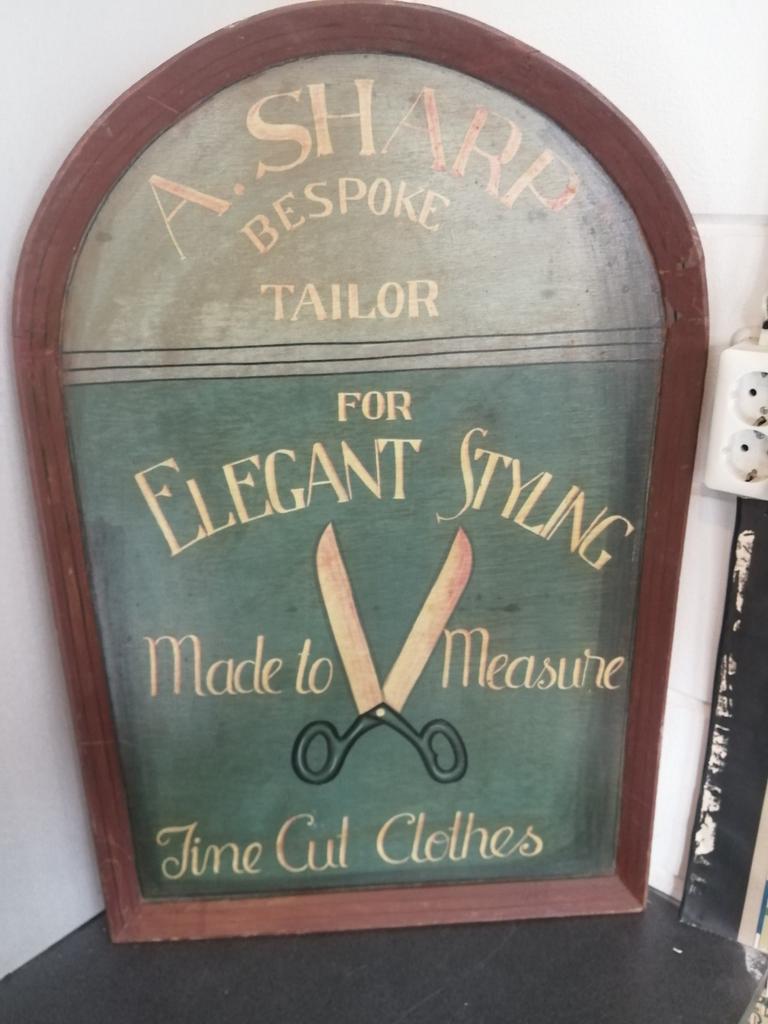 A. SHARP
BESPOKE
TAILOR
FOR
ELEGANT STYLING
Made to Measure
Fine Cut Clothes